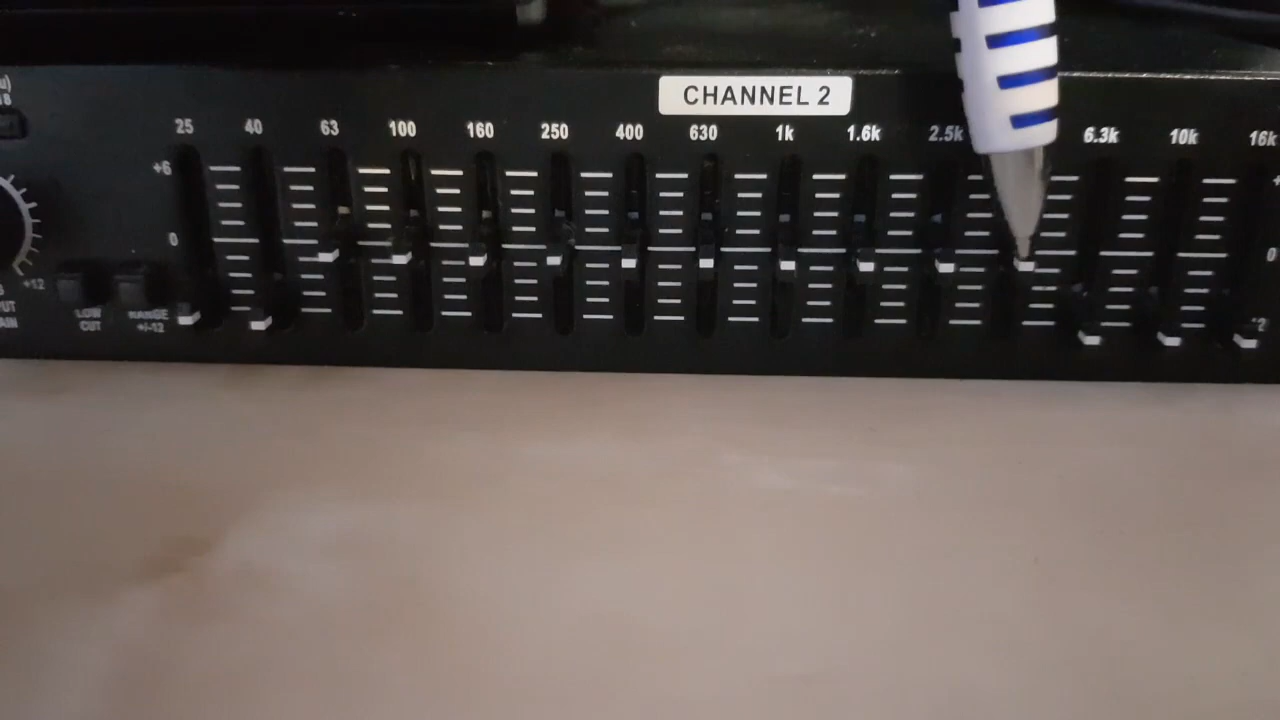 CHANNEL 2
25 40 63 100 160 250 400 630 1k 1.6k 2.5k 6.3k 10k 16k
+6
0 0
+12
LOW CUT
RANGE +/-12